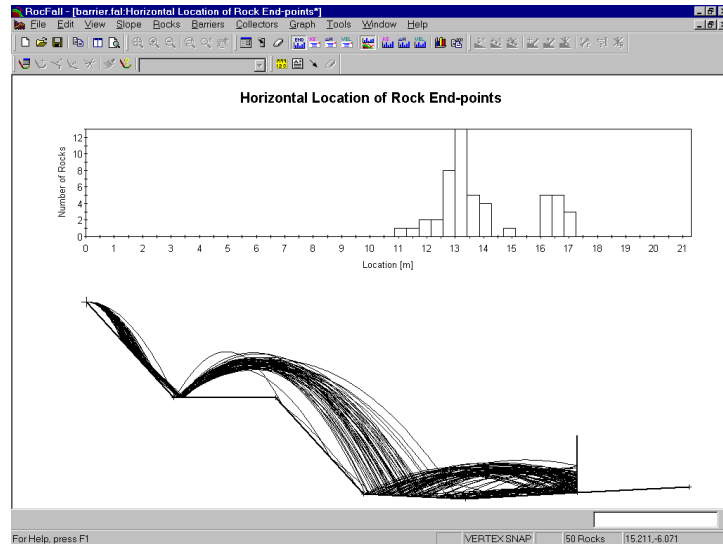 RocFall - [barrier.fal:Horizontal Location of Rock End-points*]
File Edit View Slope Rocks Barriers Collectors Graph Tools Window Help
Horizontal Location of Rock End-points
Number of Rocks
12
10
8
6
4
2
0
0 1 2 3 4 5 6 7 8 9 10 11 12 13 14 15 16 17 18 19 20 21
Location [m]
For Help, press F1 VERTEX SNAP 50 Rocks 15.211,-6.071